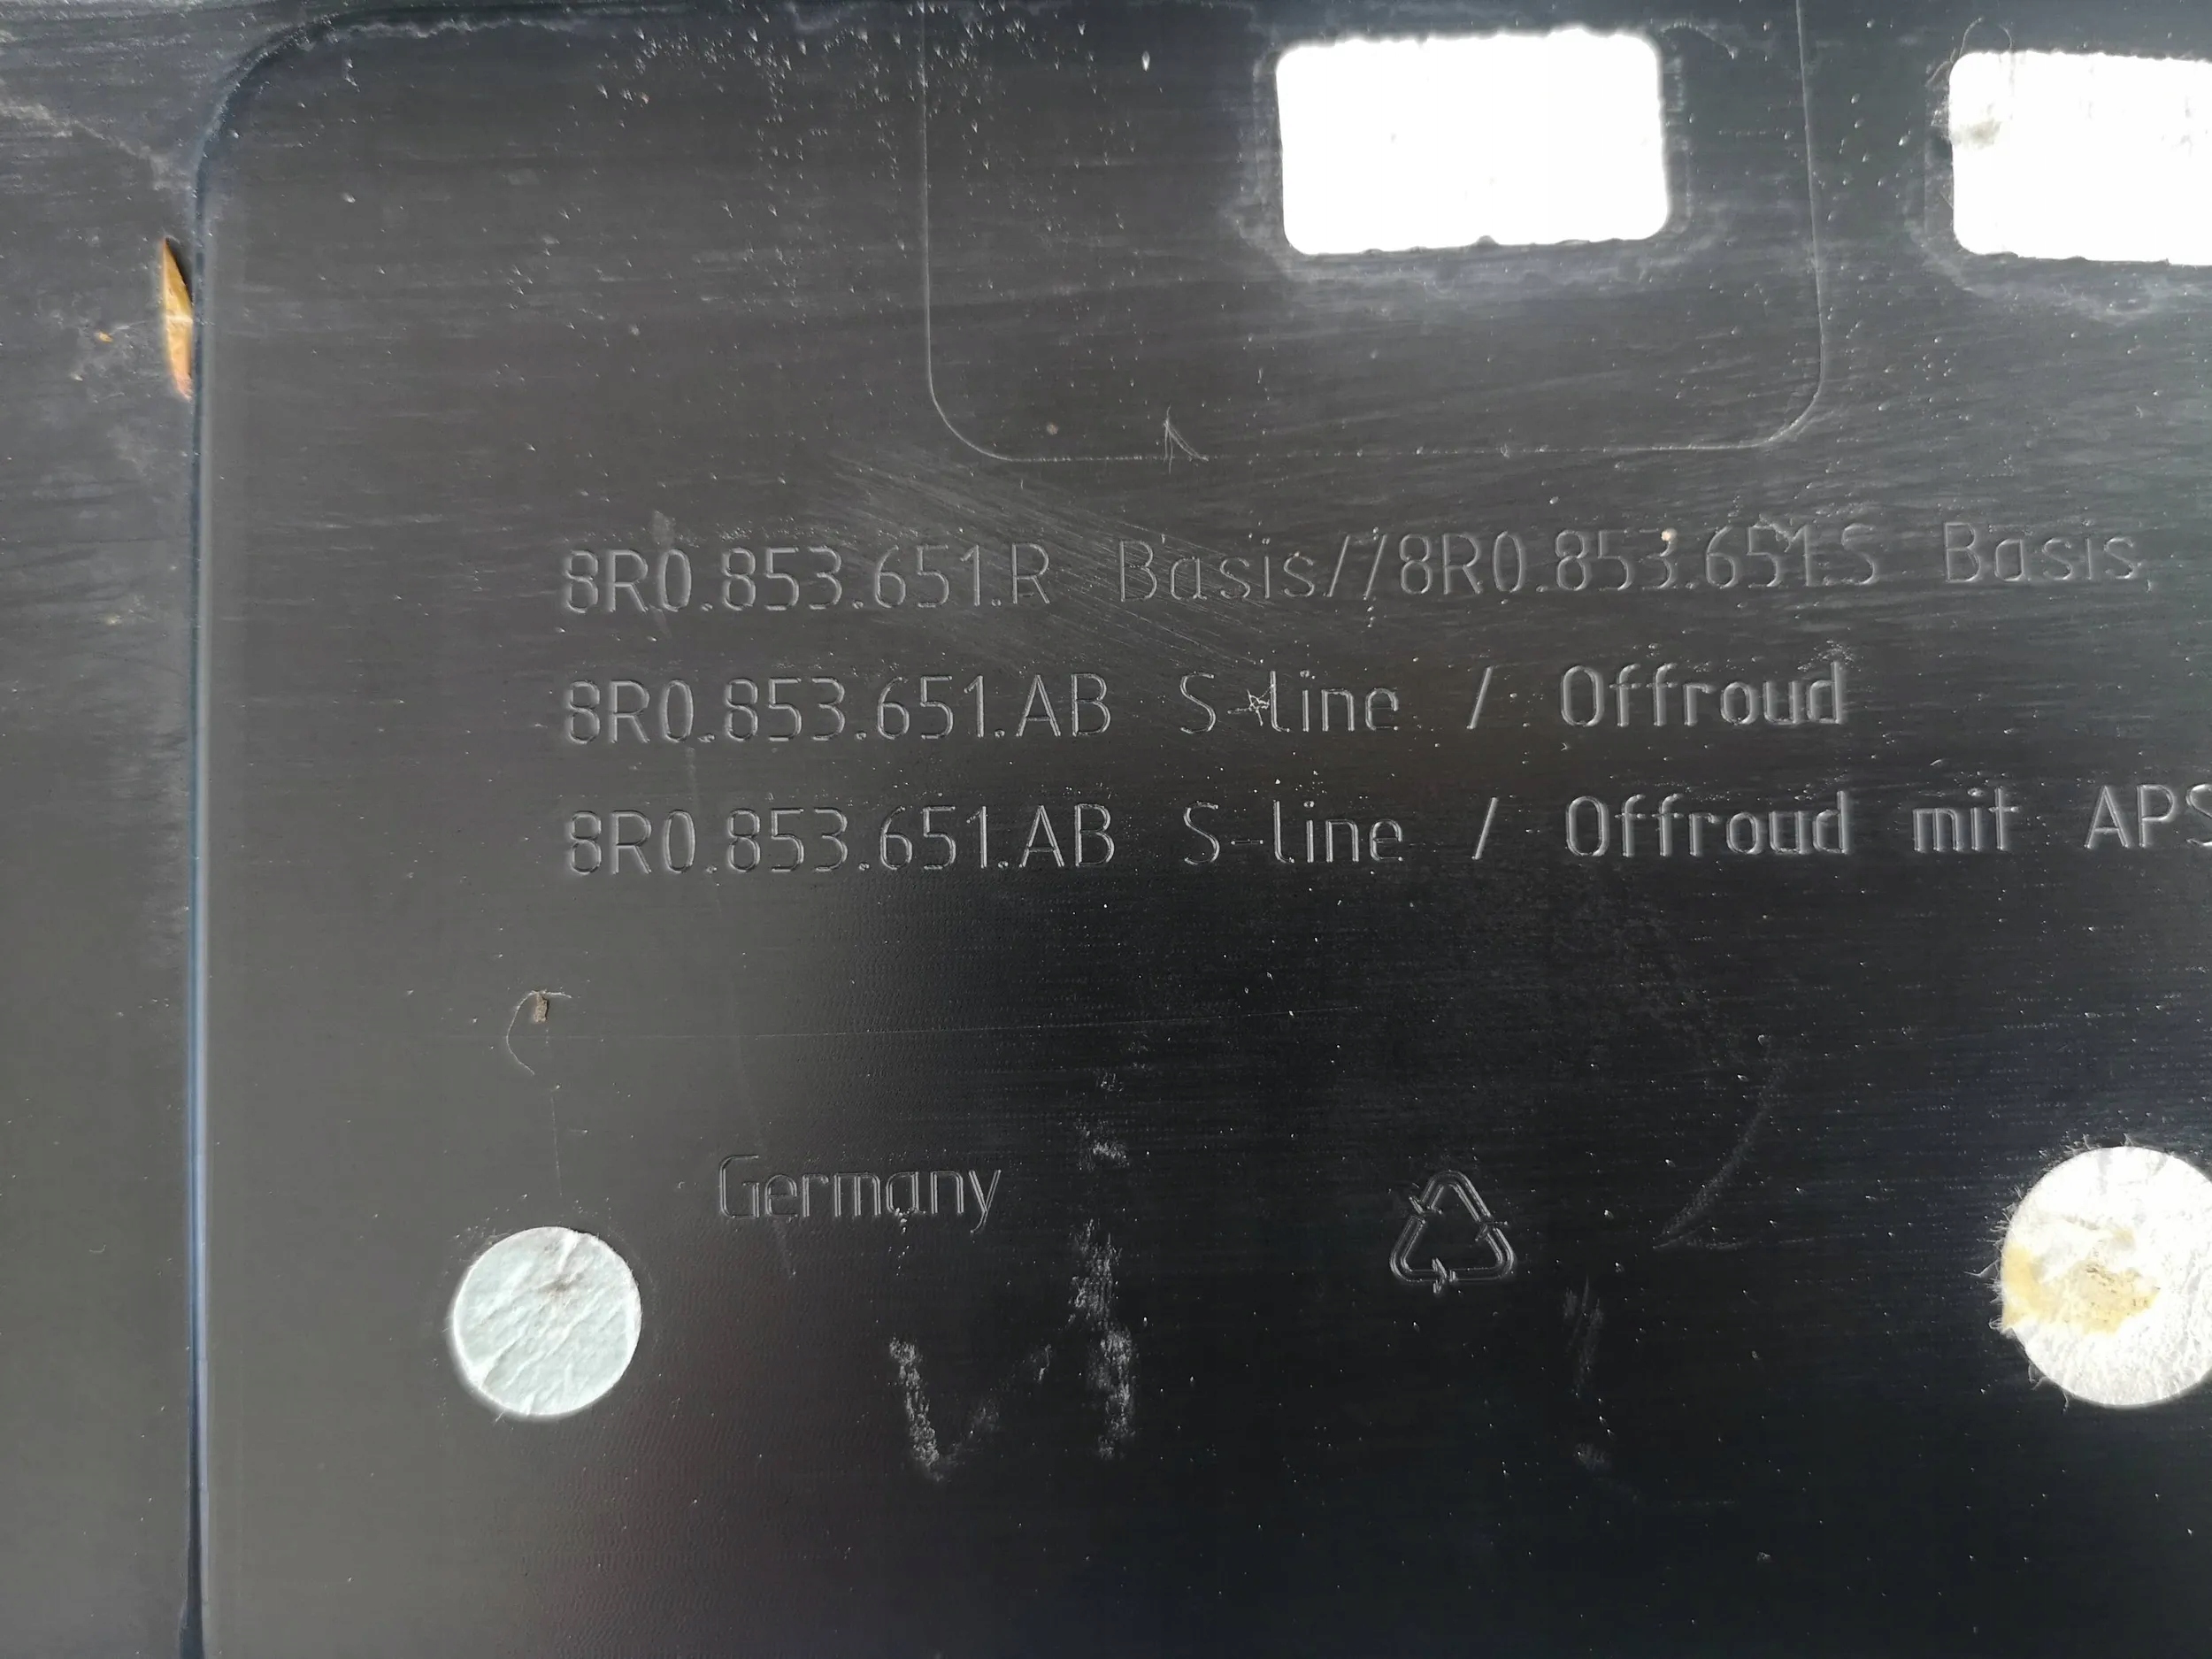 8R0.853.651.R Basis//8R0.853.651.S Basis,
8R0.853.651.AB S-line / Offroud
8R0.853.651.AB S-line / Offroud mit APS
Germany